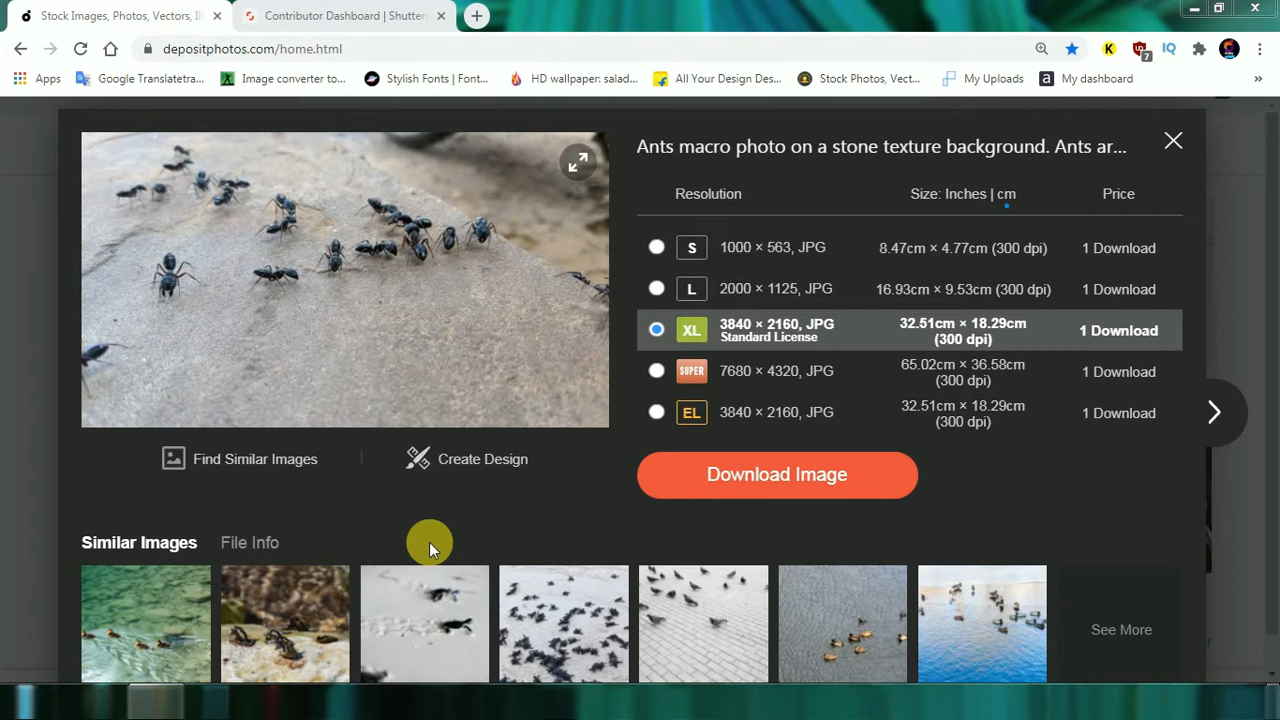 Stock Images, Photos, Vectors, I
Contributor Dashboard | Shutters
depositphotos.com/home.html
7
Apps
Google Translatetra...
Image converter to...
Stylish Fonts | Font...
HD wallpaper: salad...
All Your Design Des...
Stock Photos, Vect...
My Uploads
My dashboard
»
Ants macro photo on a stone texture background. Ants ar...
Resolution
Size: Inches | cm
Price
S
1000 × 563, JPG
8.47cm × 4.77cm (300 dpi)
1 Download
L
2000 × 1125, JPG
16.93cm × 9.53cm (300 dpi)
1 Download
XL
3840 × 2160, JPG
Standard License
32.51cm × 18.29cm
(300 dpi)
1 Download
SUPER
7680 × 4320, JPG
65.02cm × 36.58cm
(300 dpi)
1 Download
EL
3840 × 2160, JPG
32.51cm × 18.29cm
(300 dpi)
1 Download
Find Similar Images
Create Design
Download Image
Similar Images
File Info
See More